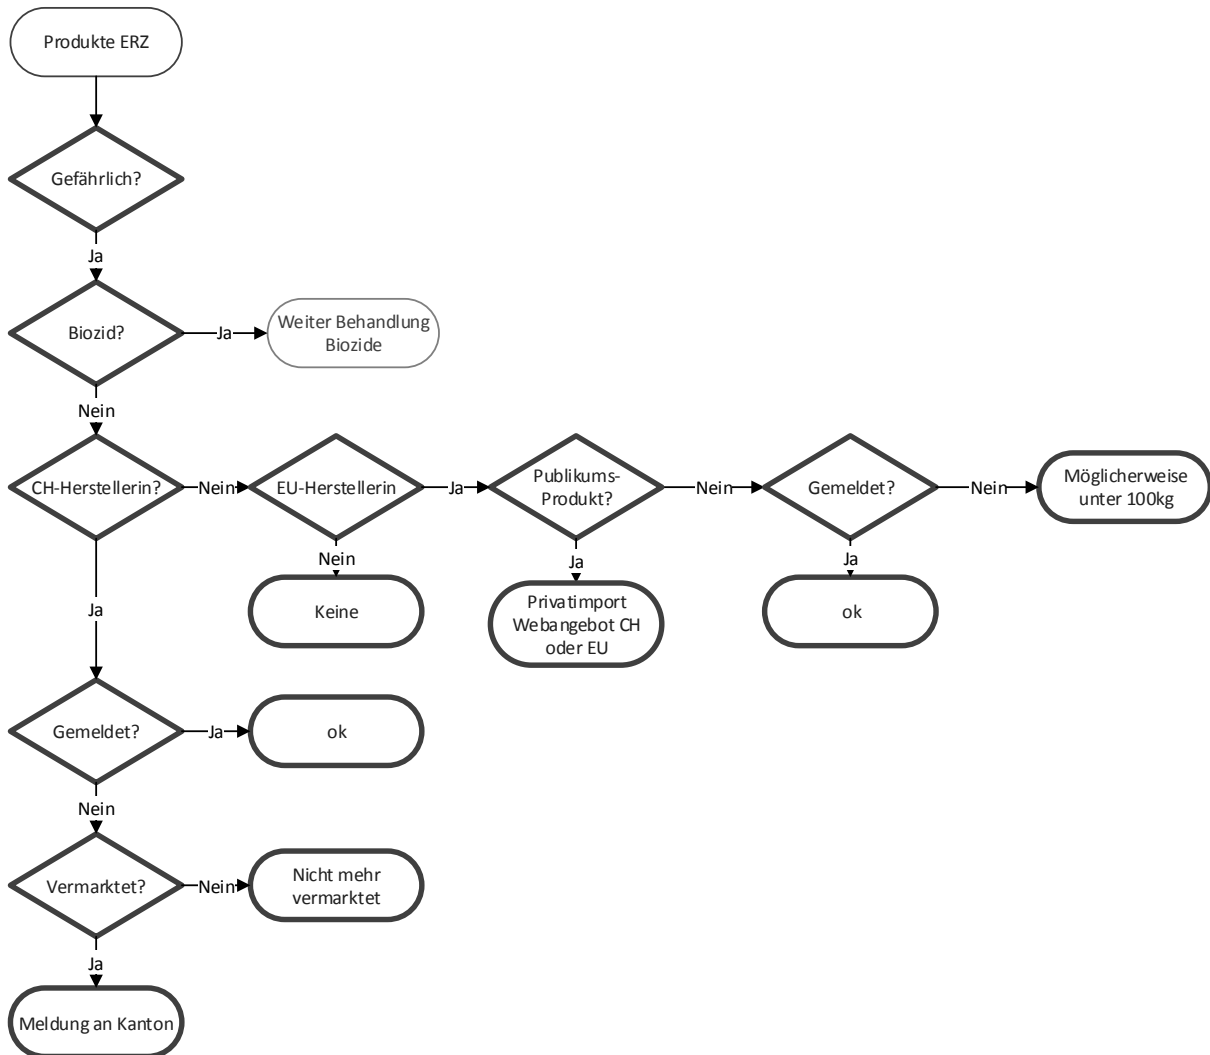 Produkte ERZ
Gefährlich?
Ja
Biozid?
Ja
Weiter Behandlung
Biozide
Nein
CH-Herstellerin?
Nein
EU-Herstellerin
Ja
Publikums-
Produkt?
Nein
Gemeldet?
Nein
Möglicherweise
unter 100kg
Nein
Keine
Ja
Privatimport
Webangebot CH
oder EU
Ja
ok
Ja
Gemeldet?
Ja
ok
Nein
Vermarktet?
Nein
Nicht mehr
vermarktet
Ja
Meldung an Kanton